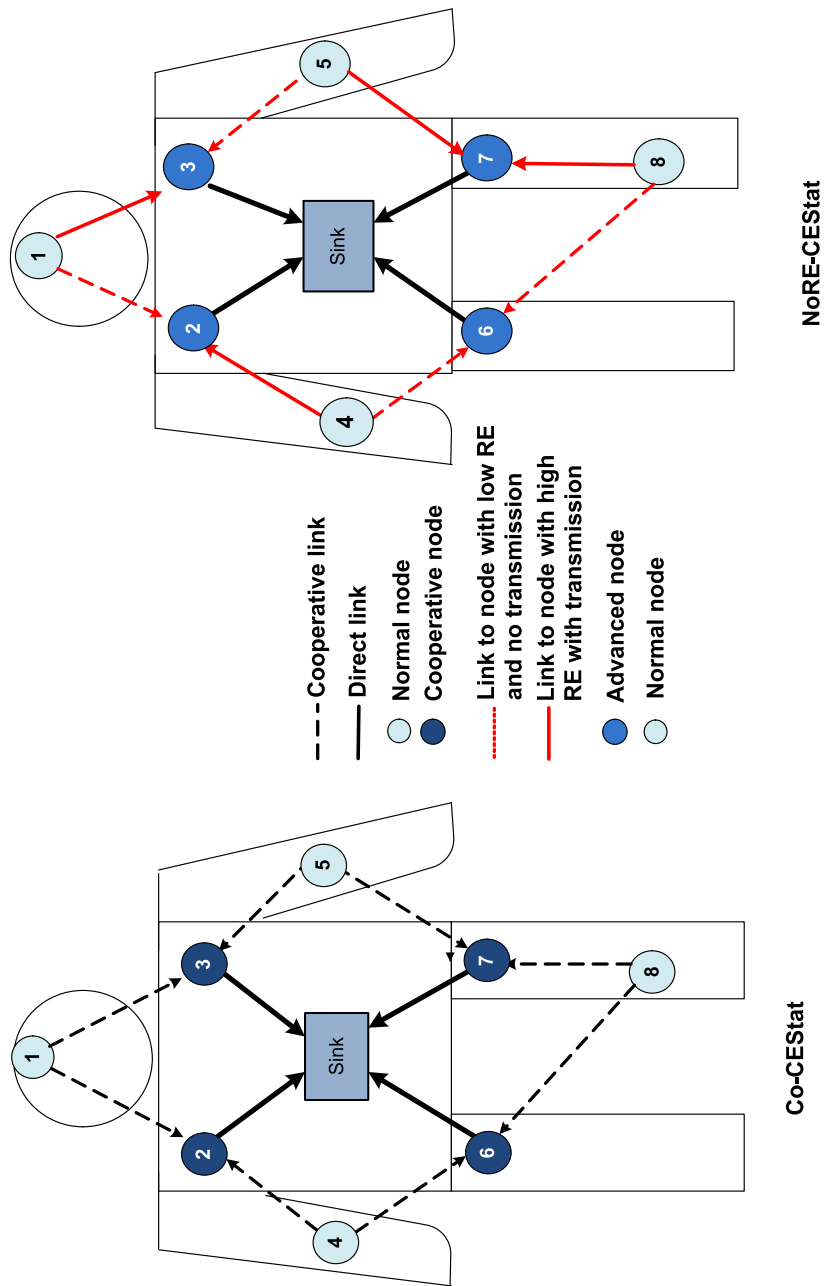 1
2
3
4
5
Sink
6
7
8
Co-CEStat
Cooperative link
Direct link
Normal node
Cooperative node
Link to node with low RE
and no transmission
Link to node with high
RE with transmission
Advanced node
Normal node
1
2
3
4
5
Sink
6
7
8
NoRE-CEStat